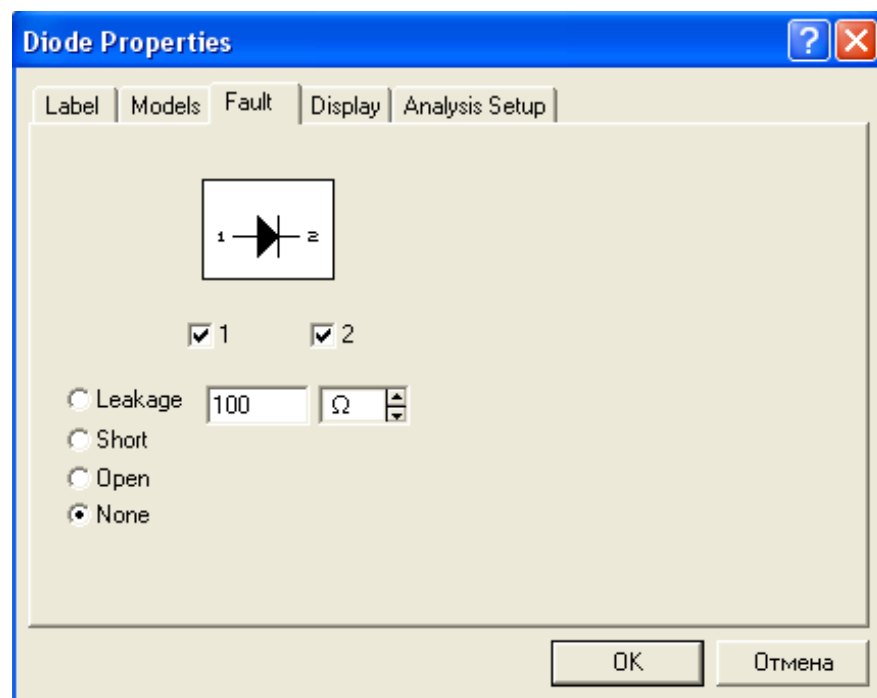 Diode Properties
Label Models Fault Display Analysis Setup
1 2
1 2
Leakage 100 Ω
Short
Open
None
OK Отмена